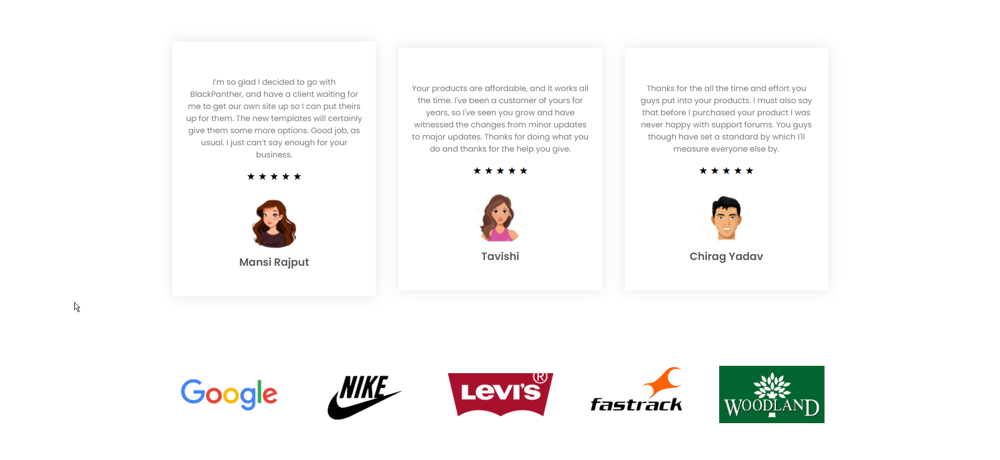 I'm so glad I decided to go with
BlackPanther, and have a client waiting for
me to get our own site up so I can put theirs
up for them. The new templates will certainly
give them some more options. Good job, as
usual. I just can't say enough for your
business.
★ ★ ★ ★ ★
Mansi Rajput
Your products are affordable, and it works all
the time. I've been a customer of yours for
years, so I've seen you grow and have
witnessed the changes from minor updates
to major updates. Thanks for doing what you
do and thanks for the help you give.
★ ★ ★ ★ ★
Tavishi
Thanks for the all the time and effort you
guys put into your products. I must also say
that before I purchased your product I was
never happy with support forums. You guys
though have set a standard by which I'll
measure everyone else by.
★ ★ ★ ★ ★
Chirag Yadav
Google
NIKE
LEVI'S ®
fastrack
WOODLAND